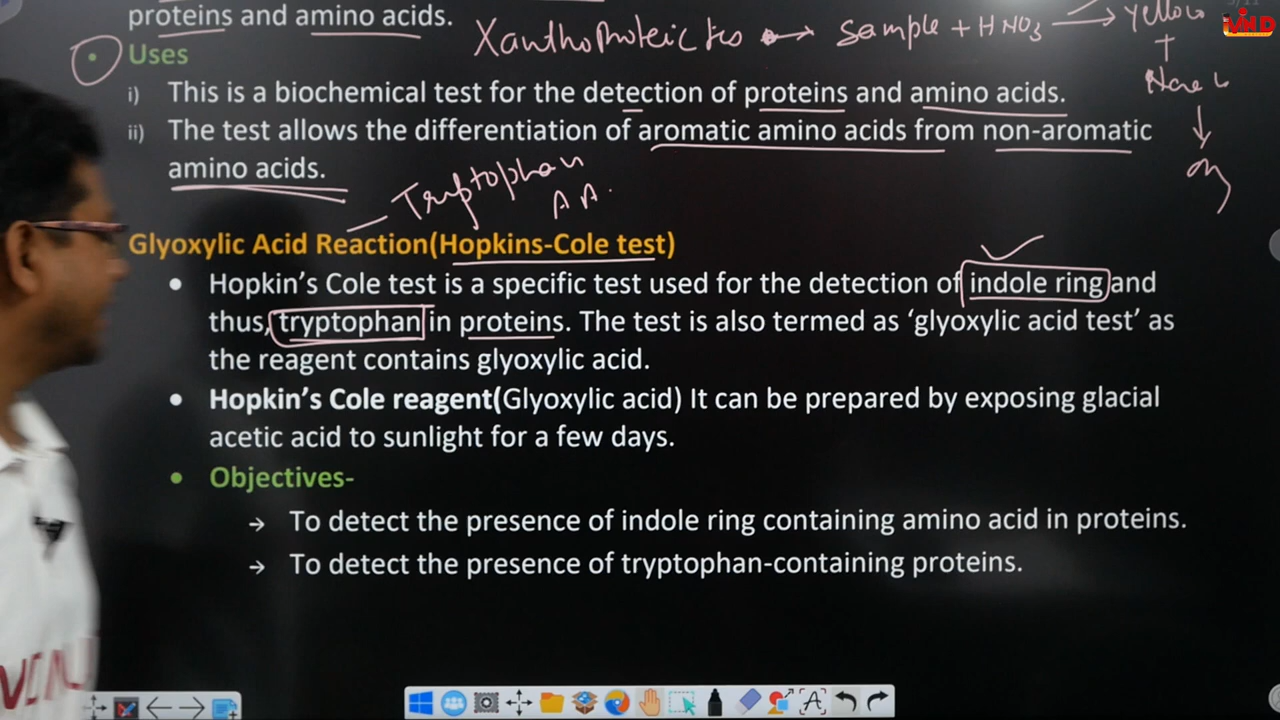 proteins and amino acids.
Xanthoproteic tes → sample + HNO3 → yellow
+
• Uses
i) This is a biochemical test for the detection of proteins and amino acids.
ii) The test allows the differentiation of aromatic amino acids from non-aromatic
amino acids.
Tryptophan
AA.
Glyoxylic Acid Reaction(Hopkins-Cole test)
• Hopkin's Cole test is a specific test used for the detection of indole ring and
thus, tryptophan in proteins. The test is also termed as ‘glyoxylic acid test’ as
the reagent contains glyoxylic acid.
• Hopkin's Cole reagent(Glyoxylic acid) It can be prepared by exposing glacial
acetic acid to sunlight for a few days.
• Objectives-
→ To detect the presence of indole ring containing amino acid in proteins.
→ To detect the presence of tryptophan-containing proteins.